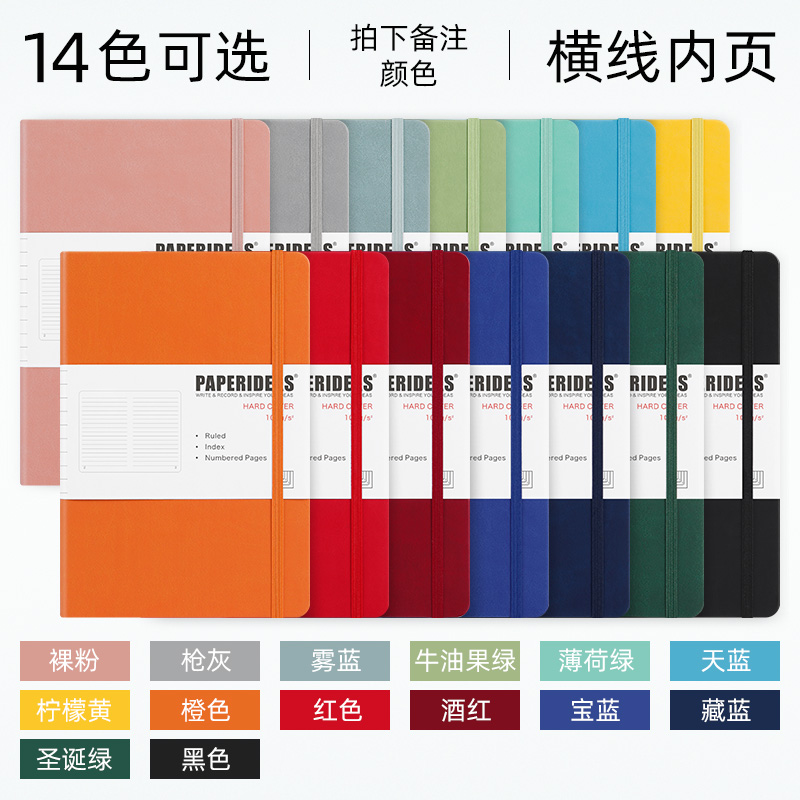 14色可选
拍下备注
颜色
横线内页
PAPERIDEAS®
PAPERIDEAS®
WRITE & RECORD & INSPIRE YOUR IDEAS
HARD COVER
• Ruled
• Index
• Numbered Pages
裸粉 枪灰 雾蓝 牛油果绿 薄荷绿 天蓝
柠檬黄 橙色 红色 酒红 宝蓝 藏蓝
圣诞绿 黑色